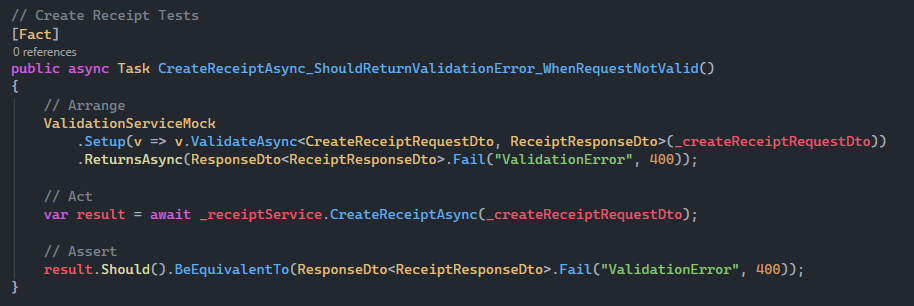 // Create Receipt Tests
[Fact]
0 references
public async Task CreateReceiptAsync_ShouldReturnValidationError_WhenRequestNotValid()
{
// Arrange
ValidationServiceMock
.Setup(v => v.ValidateAsync<CreateReceiptRequestDto, ReceiptResponseDto>(_createReceiptRequestDto))
.ReturnsAsync(ResponseDto<ReceiptResponseDto>.Fail("ValidationError", 400));
// Act
var result = await _receiptService.CreateReceiptAsync(_createReceiptRequestDto);
// Assert
result.Should().BeEquivalentTo(ResponseDto<ReceiptResponseDto>.Fail("ValidationError", 400));
}